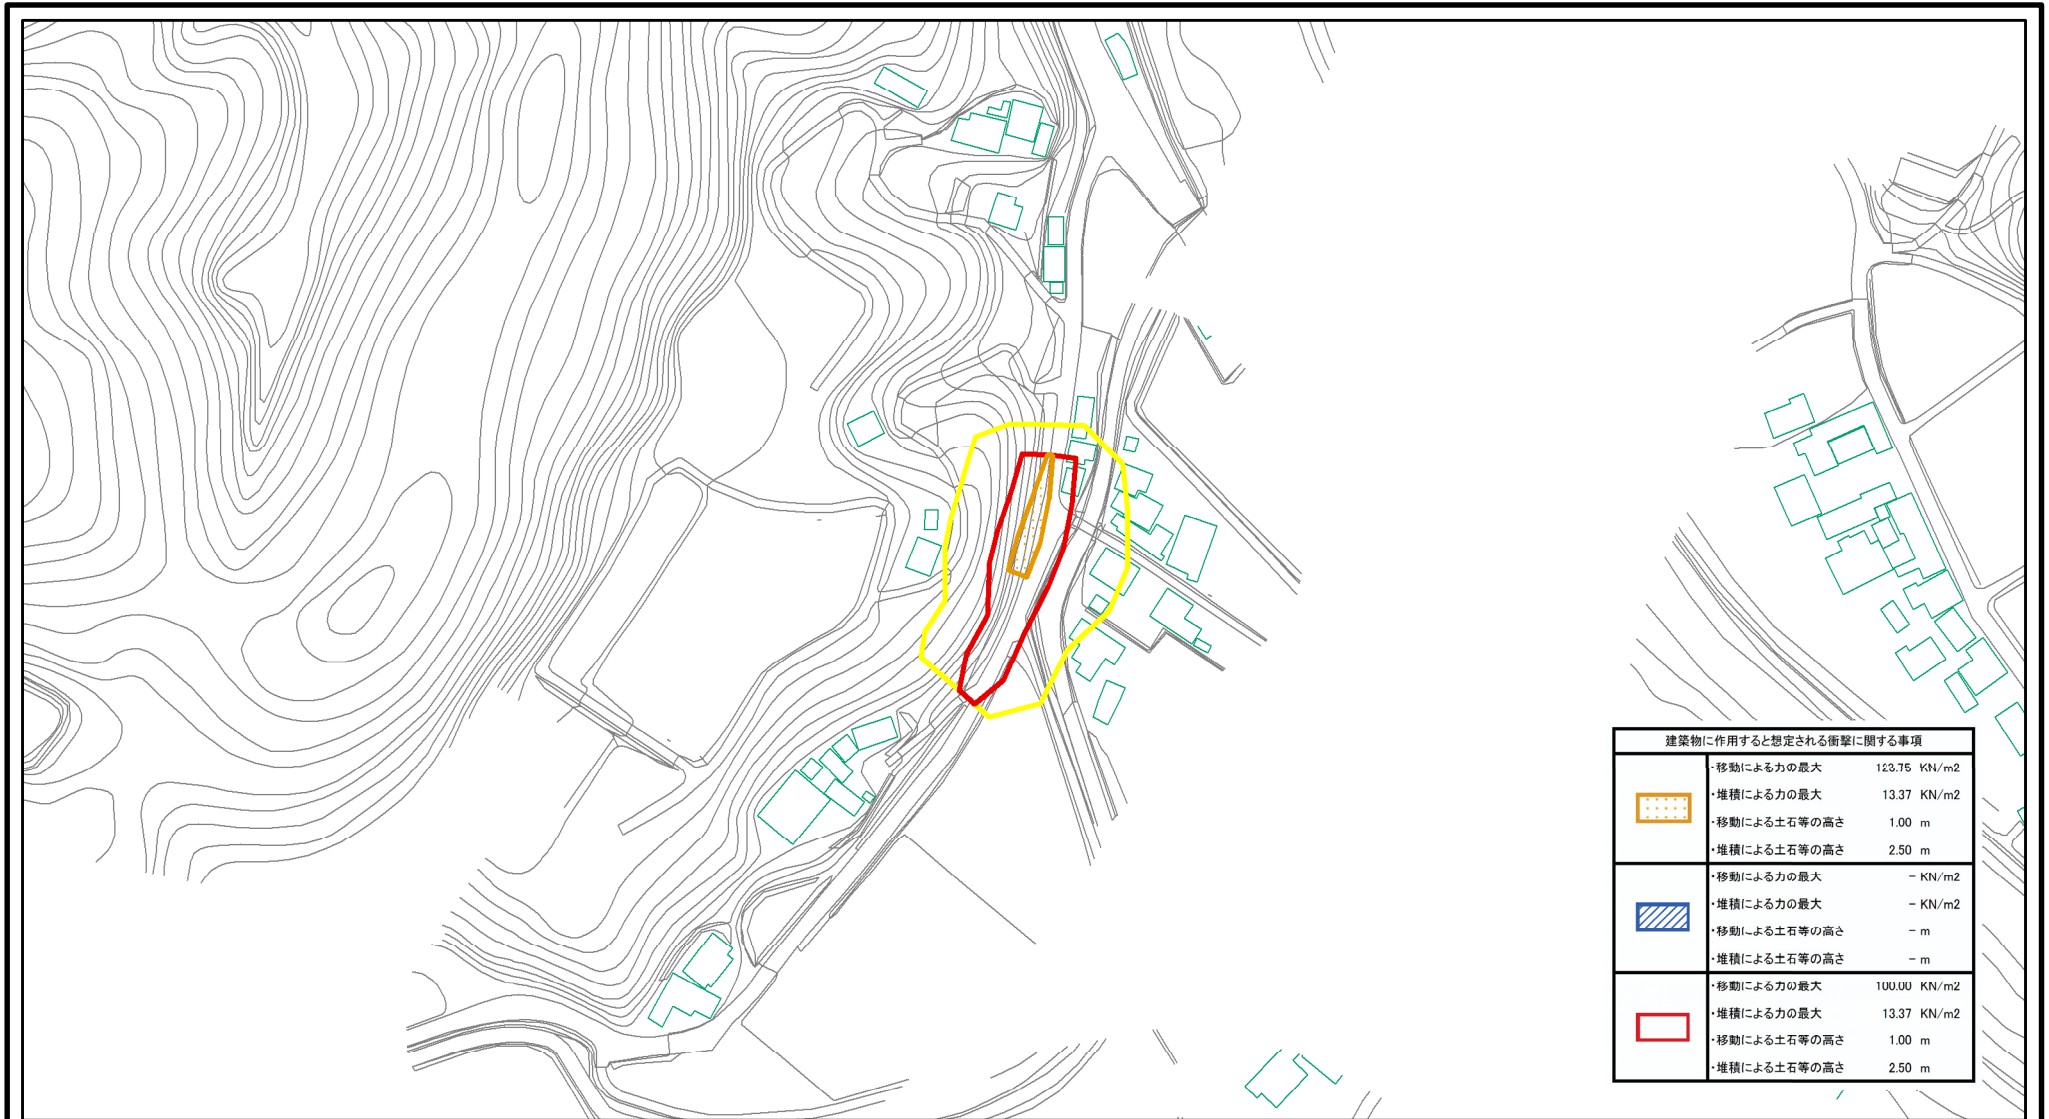 建築物に作用すると想定される衝撃に関する事項
・移動による力の最大 123.75 KN/m2
・堆積による力の最大 13.37 KN/m2
・移動による土石等の高さ 1.00 m
・堆積による土石等の高さ 2.50 m
・移動による力の最大 − KN/m2
・堆積による力の最大 − KN/m2
・移動による土石等の高さ − m
・堆積による土石等の高さ − m
・移動による力の最大 100.00 KN/m2
・堆積による力の最大 13.37 KN/m2
・移動による土石等の高さ 1.00 m
・堆積による土石等の高さ 2.50 m